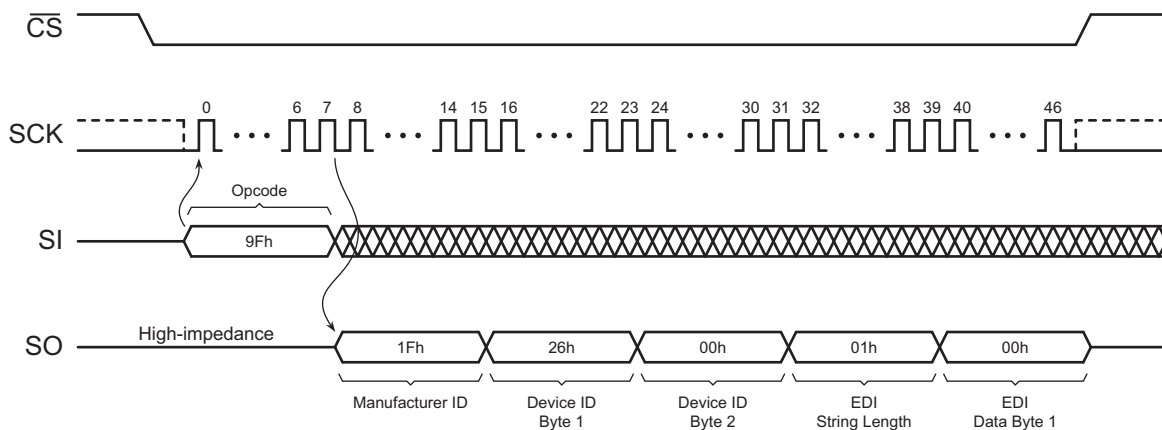 CS
0 6 7 8 14 15 16 22 23 24 30 31 32 38 39 40 46
SCK
Opcode
SI
9Fh
High-impedance
SO
1Fh 26h 00h 01h 00h
Manufacturer ID
Device ID
Byte 1
Device ID
Byte 2
EDI
String Length
EDI
Data Byte 1